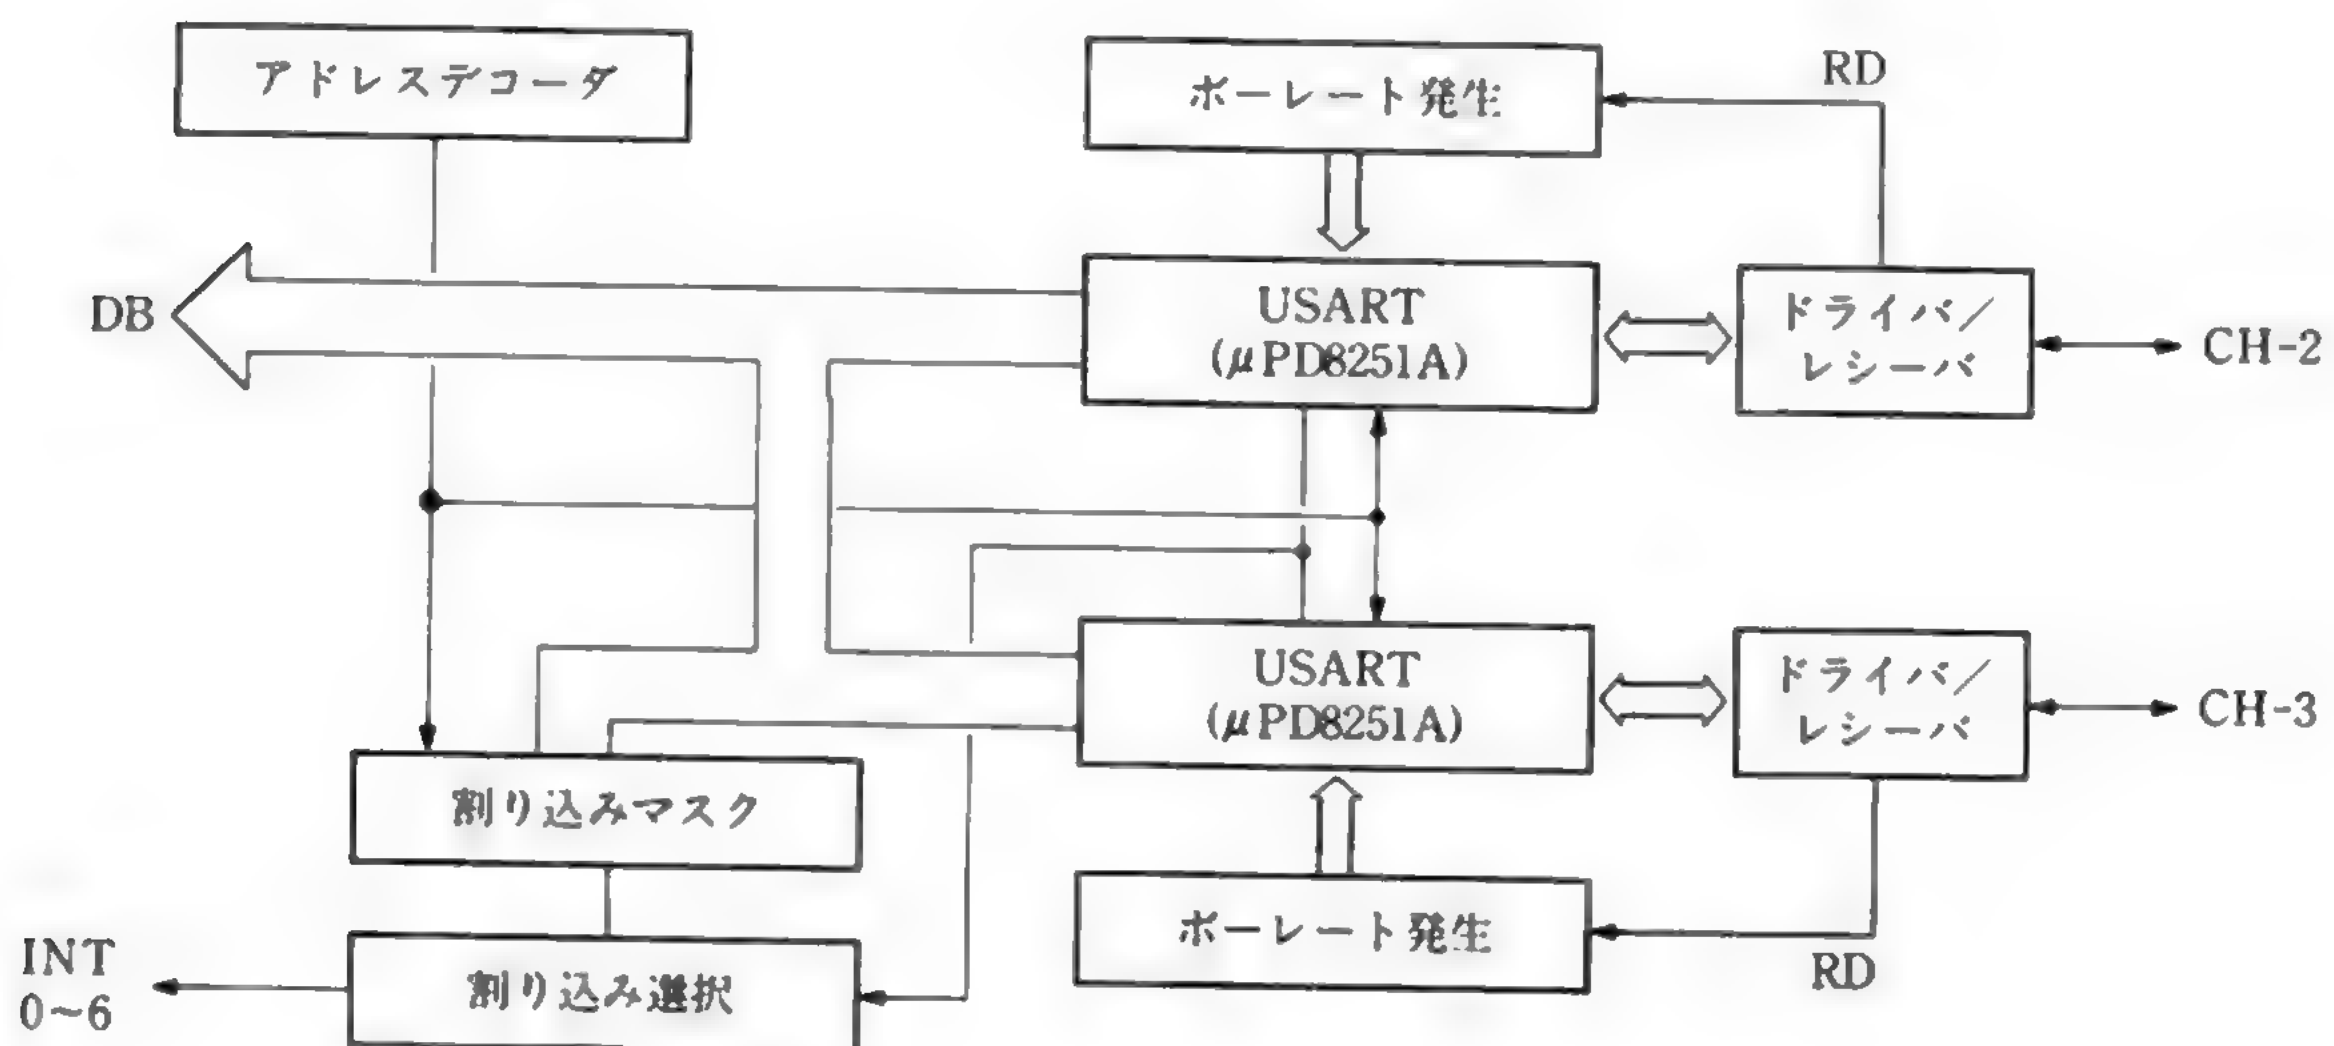 アドレスデコーダ
ボーレート発生
RD
DB
USART
(μPD8251A)
ドライバ/
レシーバ
CH-2
USART
(μPD8251A)
ドライバ/
レシーバ
CH-3
割り込みマスク
ボーレート発生
RD
INT
0~6
割り込み選択